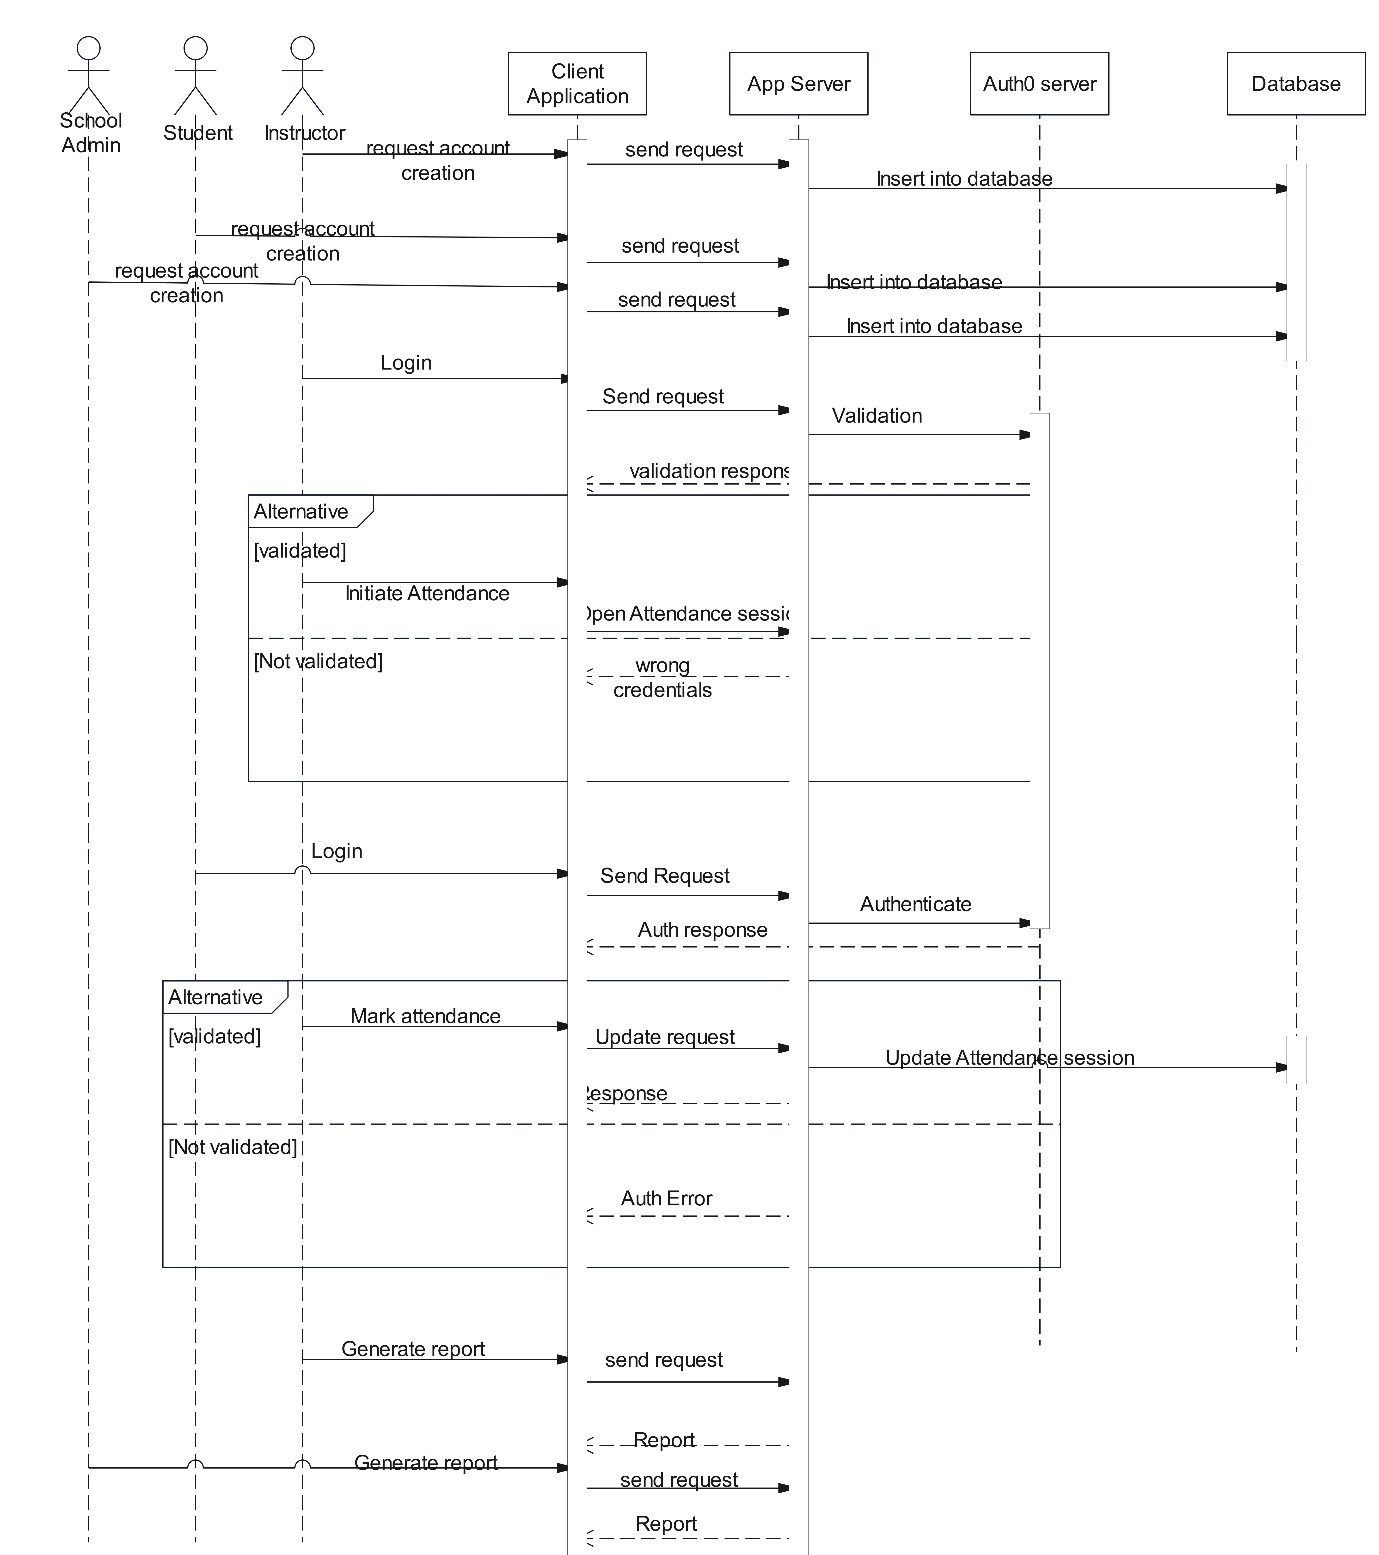 School
Admin
Student
Instructor
Client
Application
App Server
Auth0 server
Database
request account
creation
send request
Insert into database
request account
creation
send request
request account
creation
Insert into database
send request
Insert into database
Login
Send request
Validation
validation respons
Alternative
[validated]
Initiate Attendance
Open Attendance sessio
[Not validated]
wrong
credentials
Login
Send Request
Authenticate
Auth response
Alternative
[validated]
Mark attendance
Update request
Update Attendance session
Response
[Not validated]
Auth Error
Generate report
send request
Report
Generate report
send request
Report